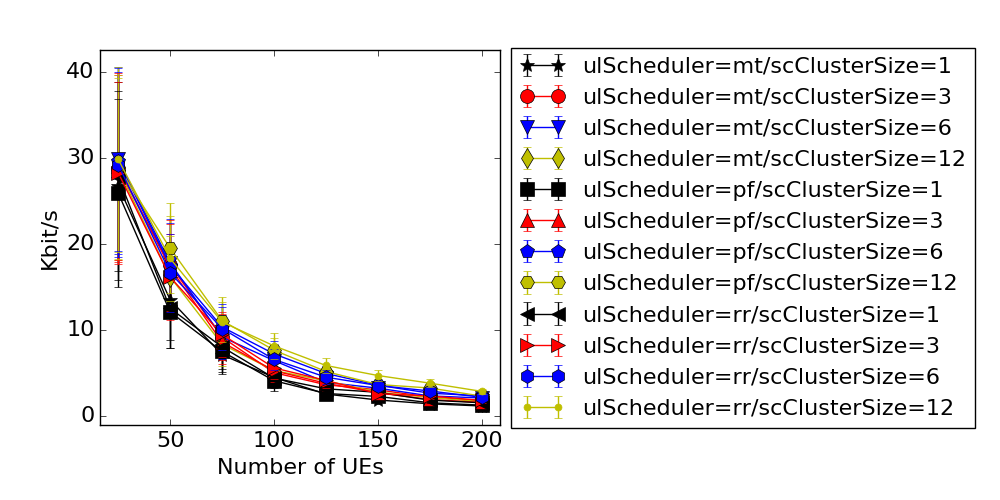 40
30
20
10
0
Kbit/s
50
100
150
200
Number of UEs
ulScheduler=mt/scClusterSize=1
ulScheduler=mt/scClusterSize=3
ulScheduler=mt/scClusterSize=6
ulScheduler=mt/scClusterSize=12
ulScheduler=pf/scClusterSize=1
ulScheduler=pf/scClusterSize=3
ulScheduler=pf/scClusterSize=6
ulScheduler=pf/scClusterSize=12
ulScheduler=rr/scClusterSize=1
ulScheduler=rr/scClusterSize=3
ulScheduler=rr/scClusterSize=6
ulScheduler=rr/scClusterSize=12